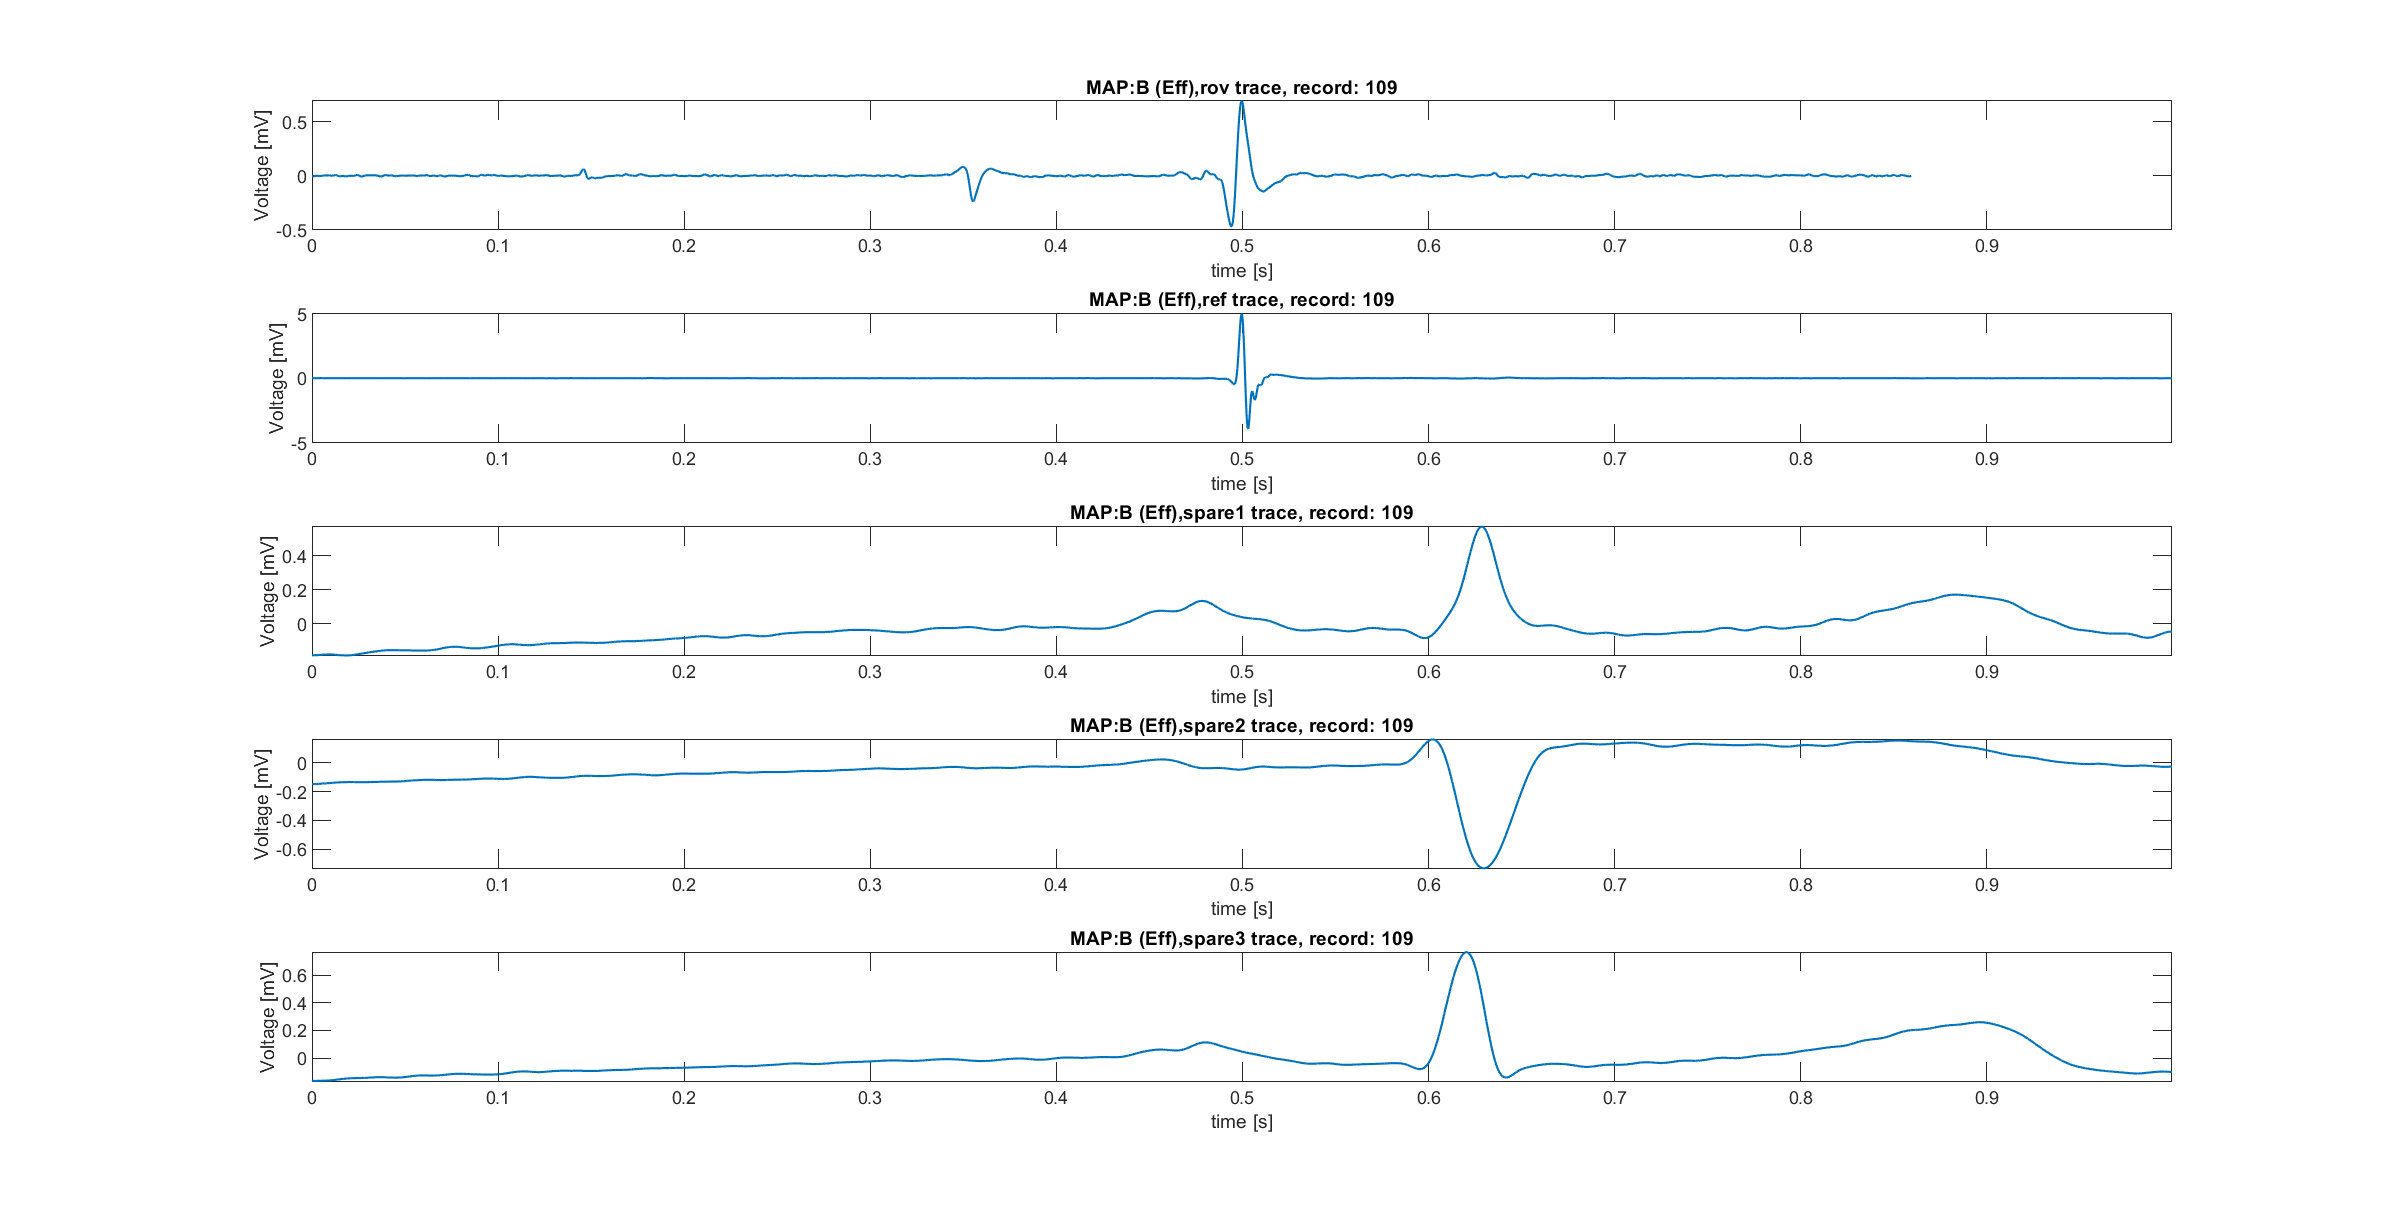 MAP:B (Eff),rov trace, record: 109
Voltage [mV]
0.5
0
-0.5
0 0.1 0.2 0.3 0.4 0.5 0.6 0.7 0.8 0.9
time [s]
MAP:B (Eff),ref trace, record: 109
Voltage [mV]
5
0
-5
0 0.1 0.2 0.3 0.4 0.5 0.6 0.7 0.8 0.9
time [s]
MAP:B (Eff),spare1 trace, record: 109
Voltage [mV]
0.4
0.2
0
0 0.1 0.2 0.3 0.4 0.5 0.6 0.7 0.8 0.9
time [s]
MAP:B (Eff),spare2 trace, record: 109
Voltage [mV]
0
-0.2
-0.4
-0.6
0 0.1 0.2 0.3 0.4 0.5 0.6 0.7 0.8 0.9
time [s]
MAP:B (Eff),spare3 trace, record: 109
Voltage [mV]
0.6
0.4
0.2
0
0 0.1 0.2 0.3 0.4 0.5 0.6 0.7 0.8 0.9
time [s]